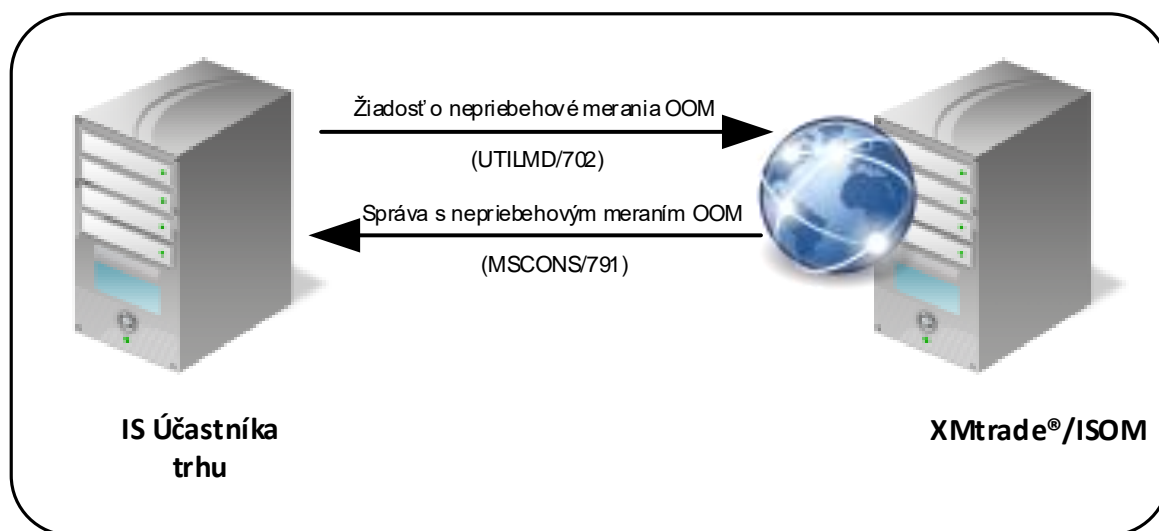 Žiadosť o nepriebehové merania OOM
(UTILMD/702)
Správa s nepriebehovým meraním OOM
(MSCONS/791)
IS Účastníka
trhu
XMtrade®/ISOM